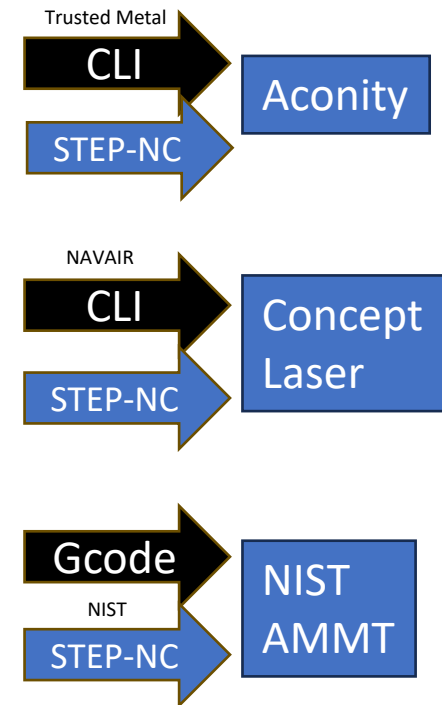 Trusted Metal
CLI
Aconity
STEP-NC
NAVAIR
CLI
Concept
Laser
STEP-NC
Gcode
NIST
AMMT
NIST
STEP-NC